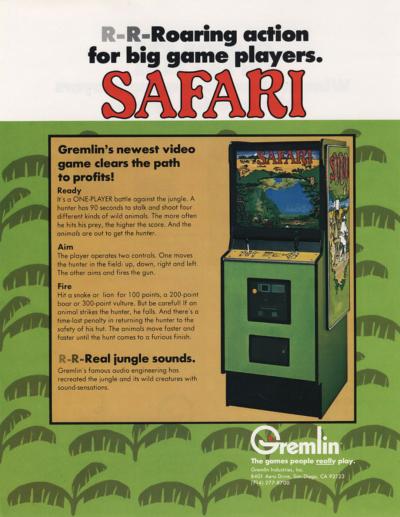 R-R-Roaring action
for big game players.
SAFARI
Gremlin's newest video
game clears the path
to profits!
Ready
It's a ONE-PLAYER battle against the jungle. A
hunter has 90 seconds to stalk and shoot four
different kinds of wild animals. The more often
he hits his prey, the higher the score. And the
animals are out to get the hunter.
Aim
The player operates two controls. One moves
the hunter in the field: up, down, right and left.
The other aims and fires the gun.
Fire
Hit a snake or lion for 100 points, a 200-point
boar or 300-point vulture. But be careful! If an
animal strikes the hunter, he falls. And there's a
time-lost penalty in returning the hunter to the
safety of his hut. The animals move faster and
faster until the hunt comes to a furious finish.
R-R-Real jungle sounds.
Gremlin's famous audio engineering has
recreated the jungle and its wild creatures with
sound-sensations.
SAFARI
Gremlin
The games people really play.
Gremlin Industries, Inc.
8401 Aero Drive, San Diego, CA 92123
(714) 277-8700